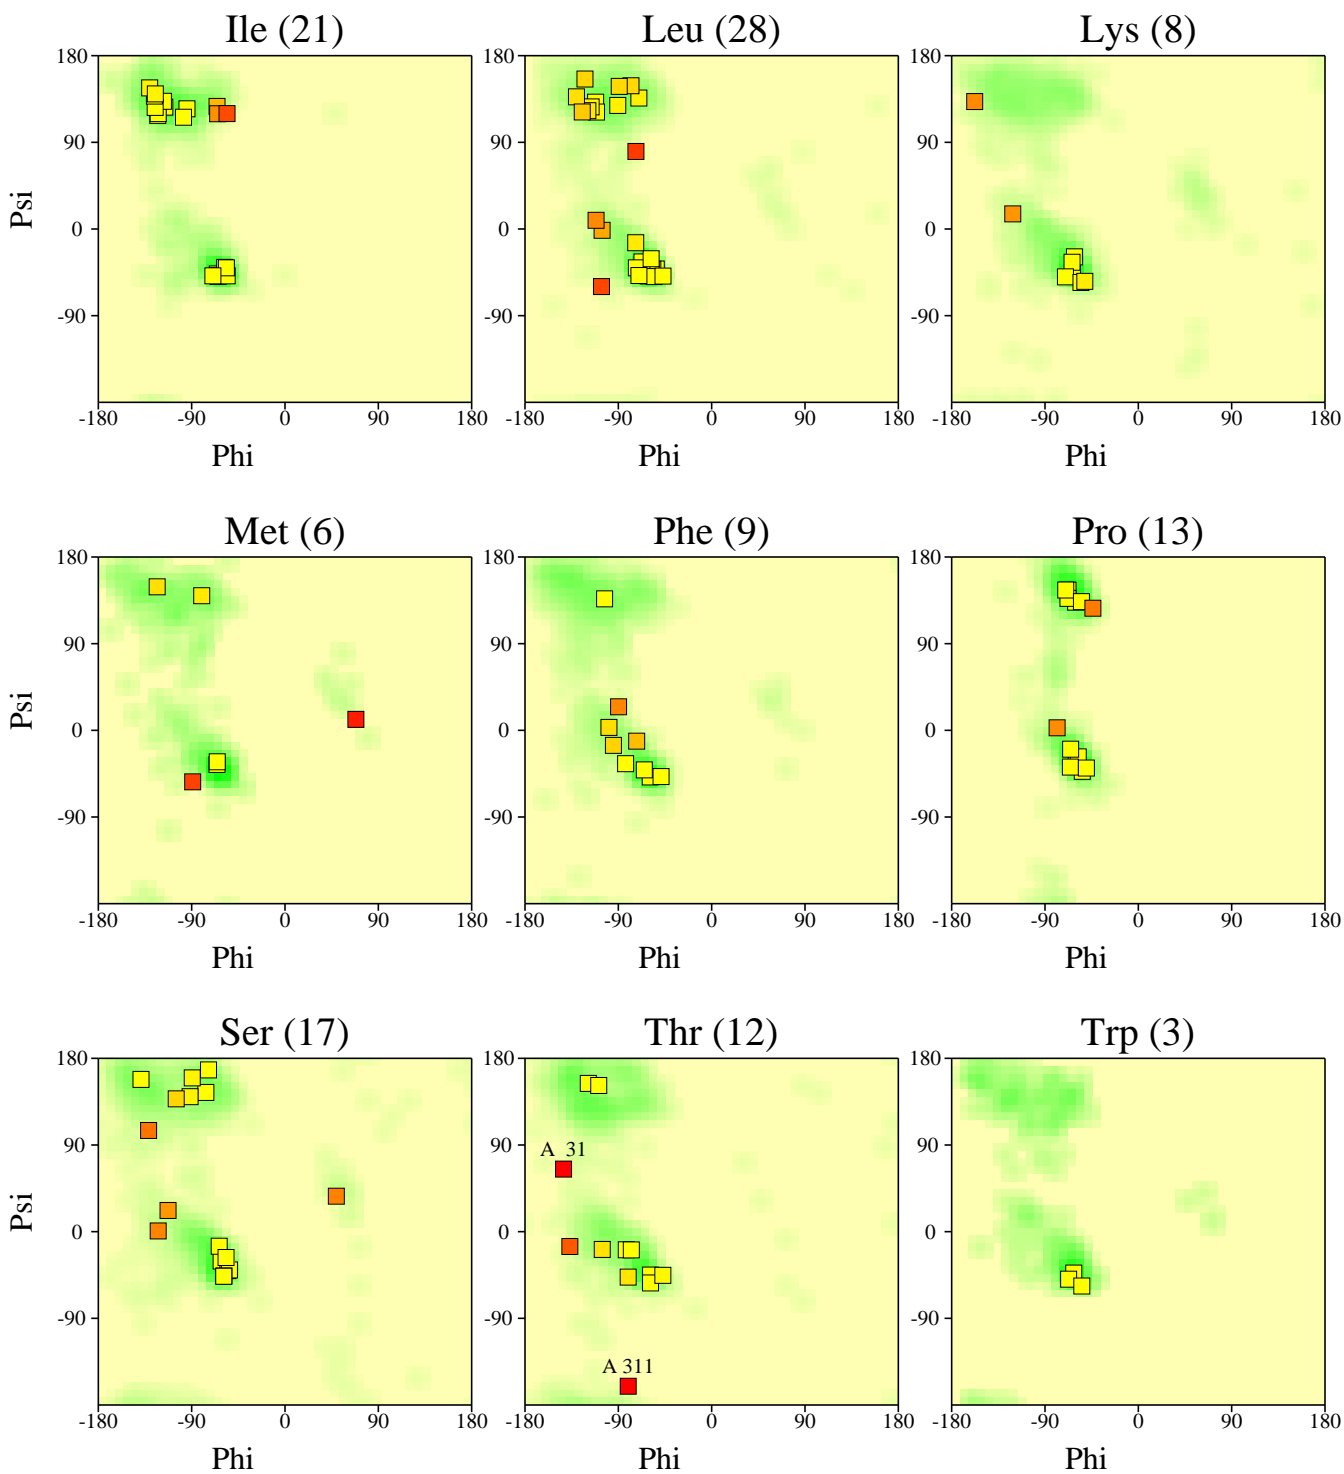 Ile (21) Leu (28) Lys (8)
180 180 180
90 90 90
Psi 0 0 0
-90 -90 -90
-180 -90 0 90 180 -180 -90 0 90 180 -180 -90 0 90 180
Phi Phi Phi
Met (6) Phe (9) Pro (13)
180 180 180
90 90 90
Psi 0 0 0
-90 -90 -90
-180 -90 0 90 180 -180 -90 0 90 180 -180 -90 0 90 180
Phi Phi Phi
Ser (17) Thr (12) Trp (3)
180 180 180
90 A 31 90 90
Psi 0 0 0
-90 -90 -90
A 311
-180 -90 0 90 180 -180 -90 0 90 180 -180 -90 0 90 180
Phi Phi Phi